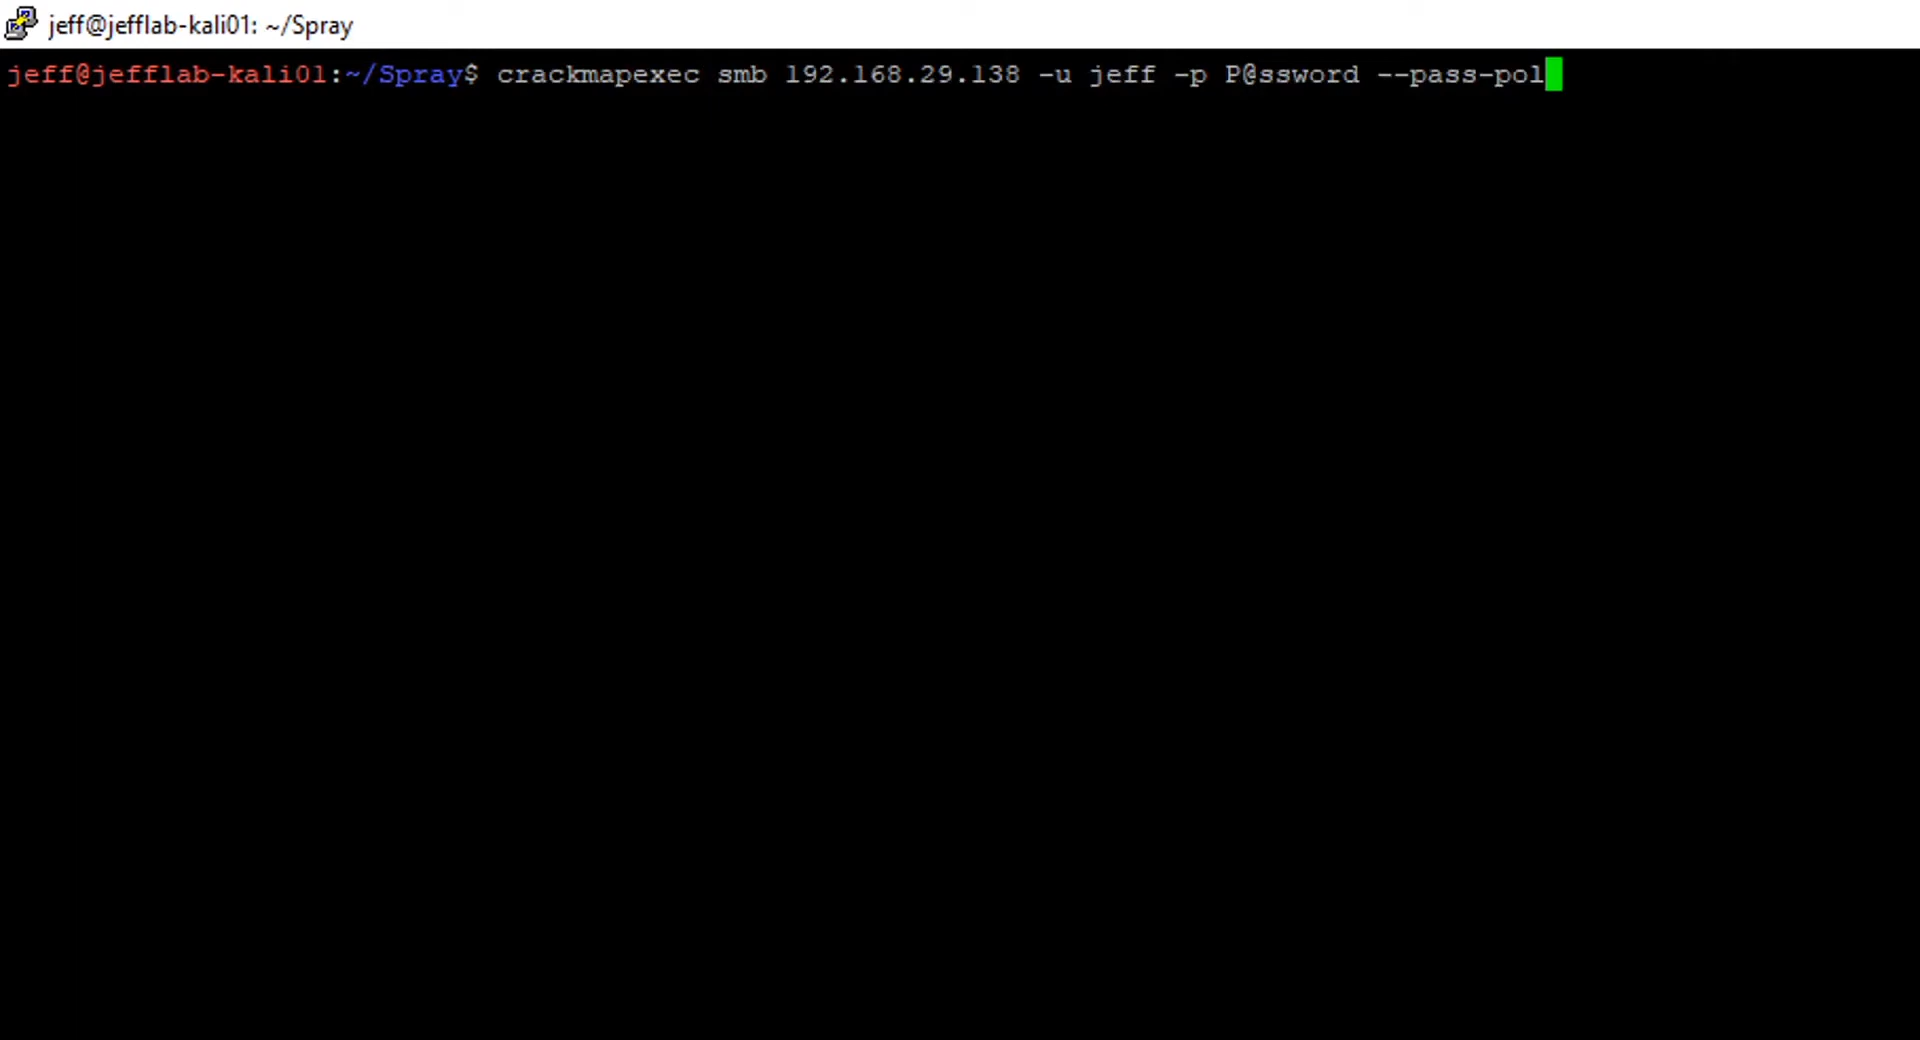 jeff@jefflab-kali01: ~/Spray
jeff@jefflab-kali01:~/Spray$ crackmapexec smb 192.168.29.138 -u jeff -p P@ssword --pass-pol